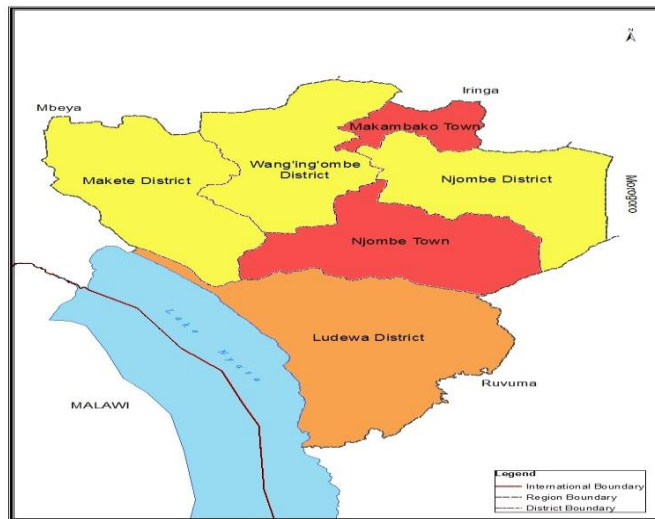 N
Iringa
Mbeya
Makambako Town
Wang'ing'ombe
District
Makete District
Njombe District
Morogoro
Njombe Town
Lake Nyasa
Ludewa District
Ruvuma
MALAWI
Legend
International Boundary
Region Boundary
District Boundary